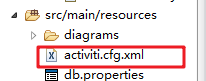 src/main/resources
diagrams
activiti.cfg.xml
db.properties